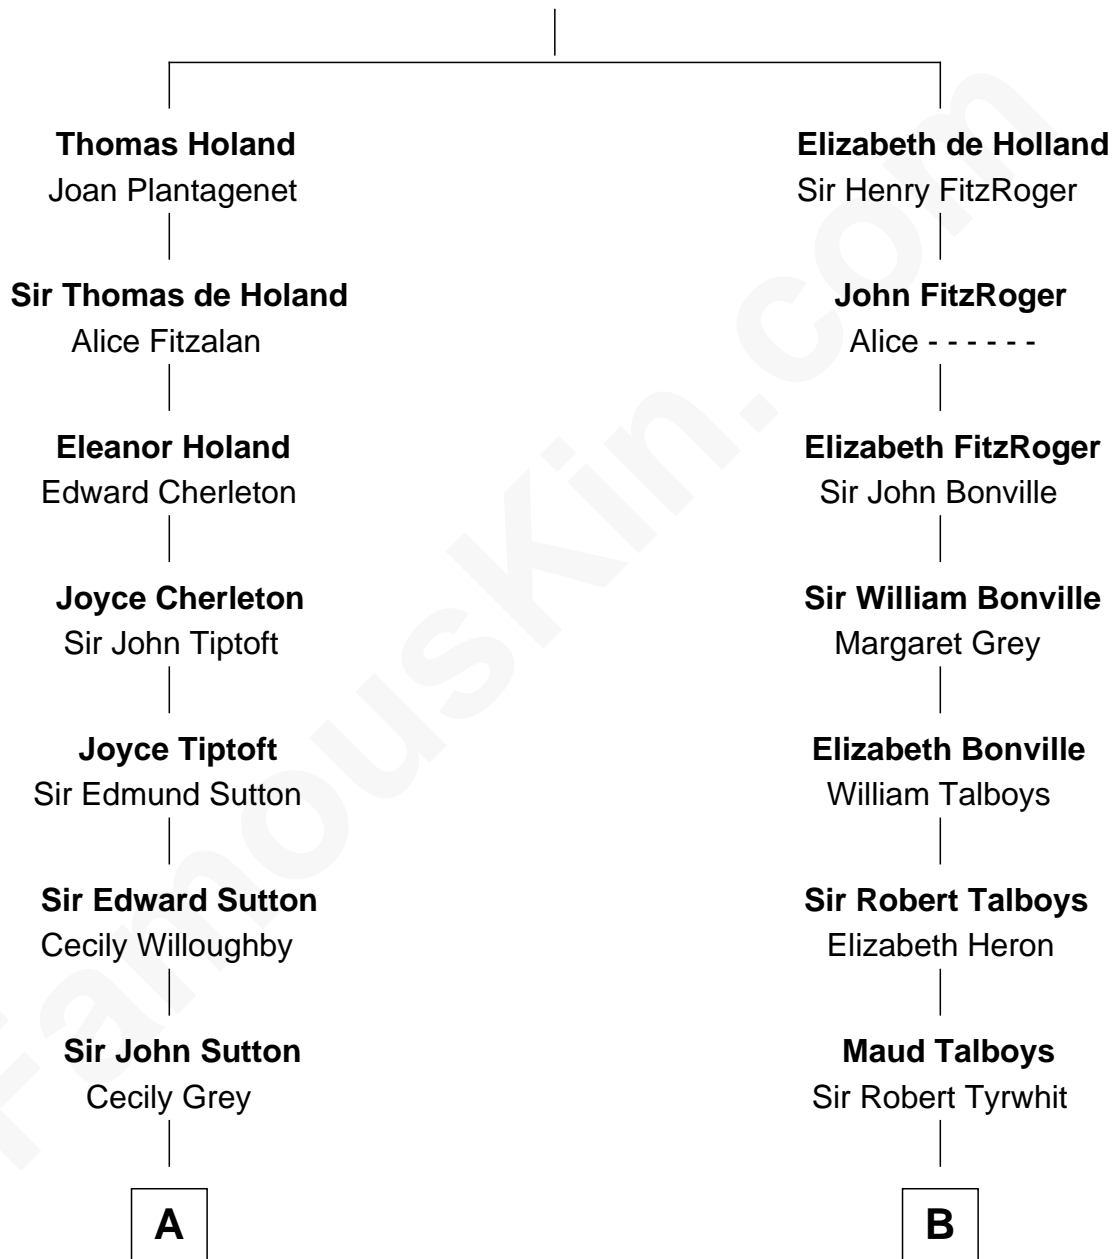 Thomas Holand
Joan Plantagenet
Sir Thomas de Holand
Alice Fitzalan
Eleanor Holand
Edward Cherleton
Joyce Cherleton
Sir John Tiptoft
Joyce Tiptoft
Sir Edmund Sutton
Sir Edward Sutton
Cecily Willoughby
Sir John Sutton
Cecily Grey
A
Elizabeth de Holland
Sir Henry FitzRoger
John FitzRoger
Alice - - - - - -
Elizabeth FitzRoger
Sir John Bonville
Sir William Bonville
Margaret Grey
Elizabeth Bonville
William Talboys
Sir Robert Talboys
Elizabeth Heron
Maud Talboys
Sir Robert Tyrwhit
B
FamousKin.com